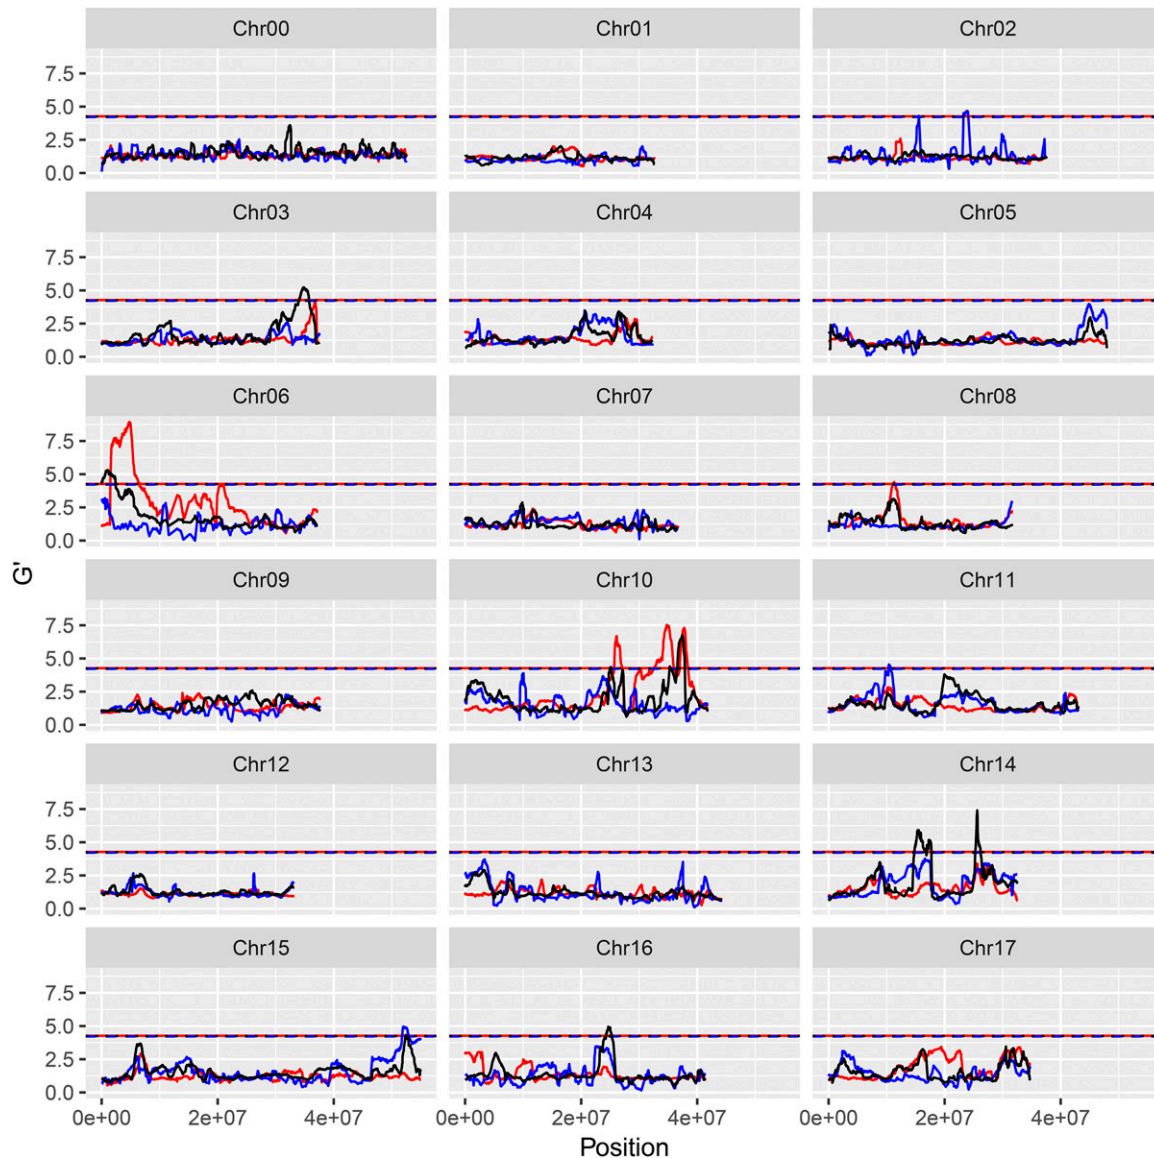 Chr00 Chr01 Chr02
7.5
5.0
2.5
0.0
Chr03 Chr04 Chr05
7.5
5.0
2.5
0.0
Chr06 Chr07 Chr08
7.5
5.0
2.5
0.0
G'
Chr09 Chr10 Chr11
7.5
5.0
2.5
0.0
Chr12 Chr13 Chr14
7.5
5.0
2.5
0.0
Chr15 Chr16 Chr17
7.5
5.0
2.5
0.0
0e+00 2e+07 4e+07 0e+00 2e+07 4e+07 0e+00 2e+07 4e+07
Position